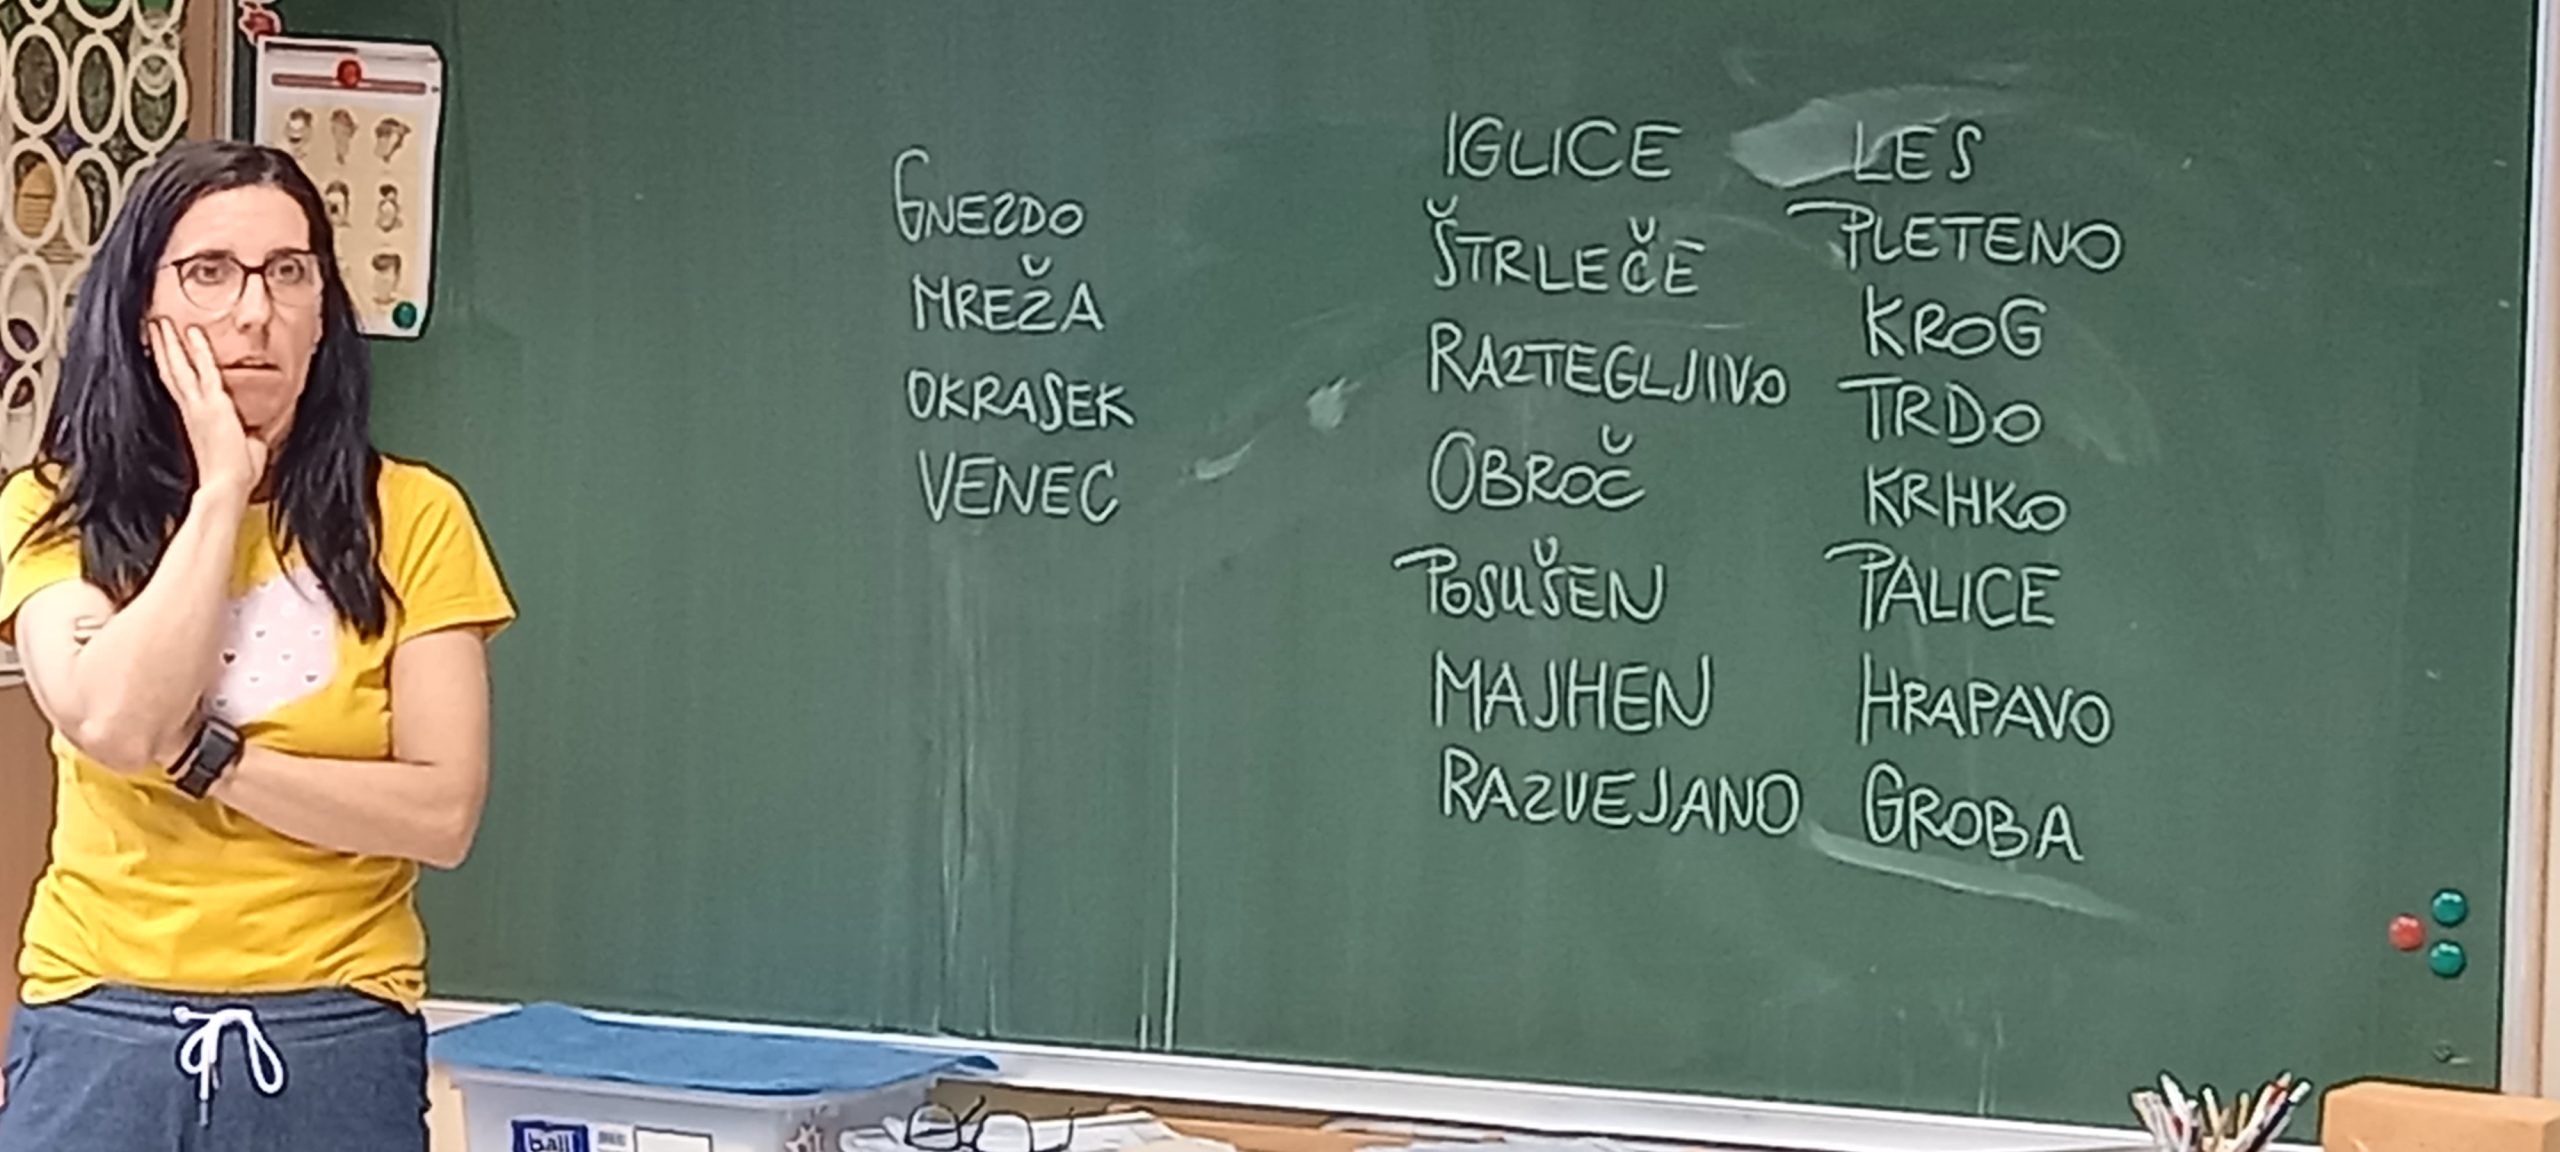 GNEZDO
MREŽA
OKRASEK
VENEC
IGLICE
ŠTRLEČE
RAZTEGLJIVO
OBROČ
POSUŠEN
MAJHEN
RAZVEJANO
LES
PLETENO
KROG
TRDO
KRHKO
PALICE
HRAPAVO
GROBA
ball